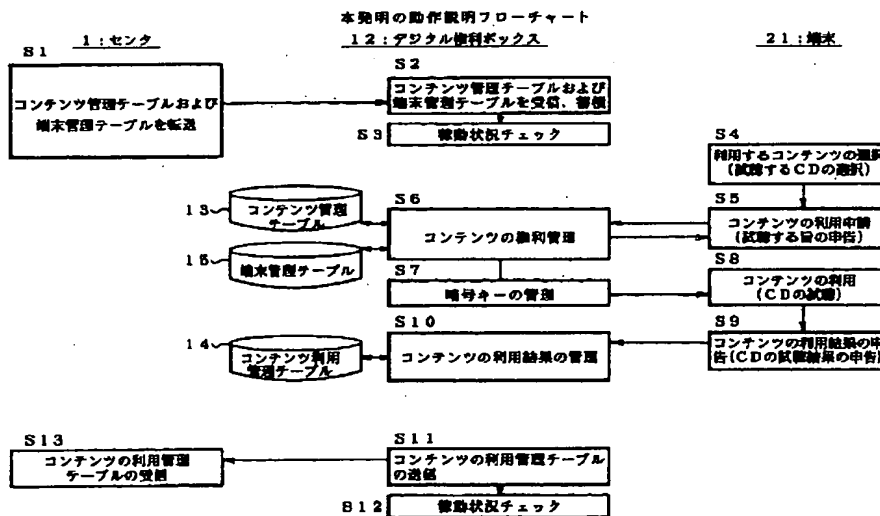 本発明の動作説明フローチャート
1:センタ
12:デジタル権利ボックス
21:端末
S1
コンテンツ管理テーブルおよび
端末管理テーブルを転送
S2
コンテンツ管理テーブルおよび
端末管理テーブルを受信、蓄積
S3
稼動状況チェック
S4
利用するコンテンツの選択
(試聴するCDの選択)
S5
コンテンツの利用申請
(試聴する旨の申告)
13
コンテンツ管理
テーブル
S6
コンテンツの権利管理
15
端末管理テーブル
S7
暗号キーの管理
S8
コンテンツの利用
(CDの試聴)
S9
コンテンツの利用結果の申
告(CDの試聴結果の申告)
S10
コンテンツの利用結果の管理
14
コンテンツ利用
管理テーブル
S11
コンテンツの利用管理テーブル
の送信
S13
コンテンツの利用管理
テーブルの受信
S12
稼動状況チェック